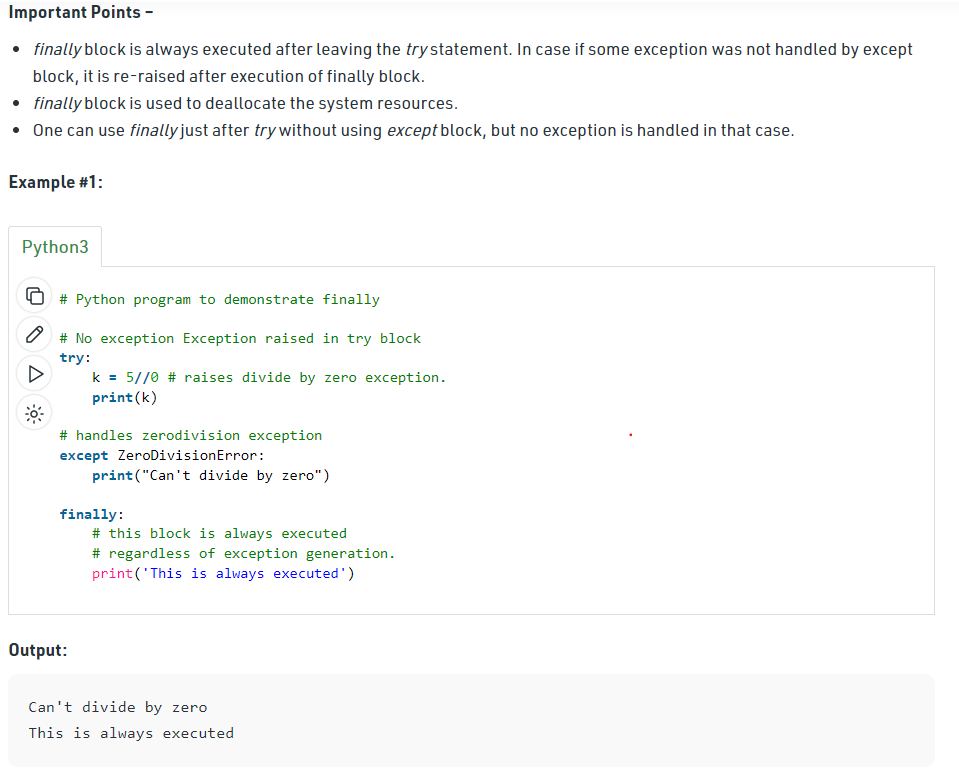 Important Points –
• finally block is always executed after leaving the try statement. In case if some exception was not handled by except
block, it is re-raised after execution of finally block.
• finally block is used to deallocate the system resources.
• One can use finally just after try without using except block, but no exception is handled in that case.
Example #1:
Python3
# Python program to demonstrate finally
# No exception Exception raised in try block
try:
    k = 5//0 # raises divide by zero exception.
    print(k)
# handles zerodivision exception
except ZeroDivisionError:
    print("Can't divide by zero")
finally:
    # this block is always executed
    # regardless of exception generation.
    print('This is always executed')
Output:
Can't divide by zero
This is always executed